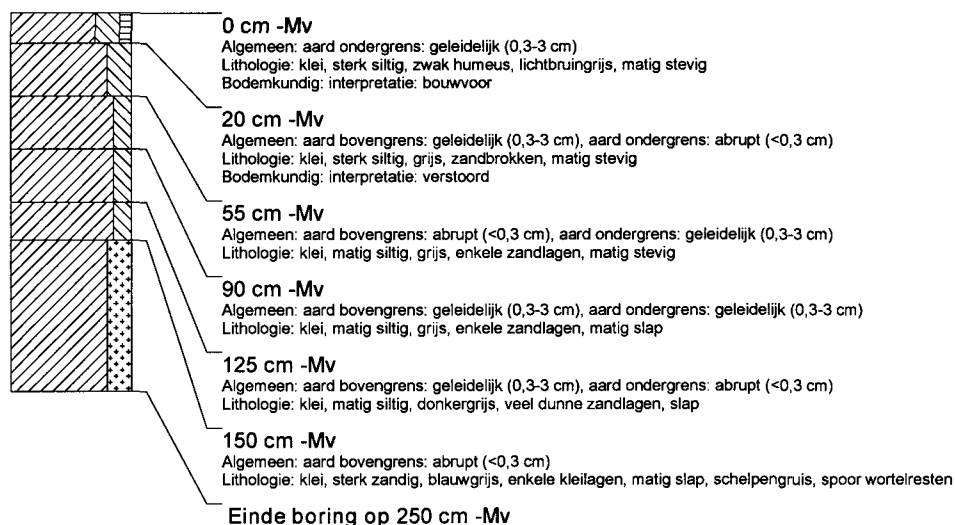 0 cm -Mv
Algemeen: aard ondergrens: geleidelijk (0,3-3 cm)
Lithologie: klei, sterk siltig, zwak humeus, lichtbruingrijs, matig stevig
Bodemkundig: interpretatie: bouwvoor
20 cm -Mv
Algemeen: aard bovengrens: geleidelijk (0,3-3 cm), aard ondergrens: abrupt (<0,3 cm)
Lithologie: klei, sterk siltig, grijs, zandbrokken, matig stevig
Bodemkundig: interpretatie: verstoord
55 cm -Mv
Algemeen: aard bovengrens: abrupt (<0,3 cm), aard ondergrens: geleidelijk (0,3-3 cm)
Lithologie: klei, matig siltig, grijs, enkele zandlagen, matig stevig
90 cm -Mv
Algemeen: aard bovengrens: geleidelijk (0,3-3 cm), aard ondergrens: geleidelijk (0,3-3 cm)
Lithologie: klei, matig siltig, grijs, enkele zandlagen, matig slap
125 cm -Mv
Algemeen: aard bovengrens: geleidelijk (0,3-3 cm), aard ondergrens: abrupt (<0,3 cm)
Lithologie: klei, matig siltig, donkergrijs, veel dunne zandlagen, slap
150 cm -Mv
Algemeen: aard bovengrens: abrupt (<0,3 cm)
Lithologie: klei, sterk zandig, blauwgrijs, enkele kleilagen, matig slap, schelpengruis, spoor wortelresten
Einde boring op 250 cm -Mv